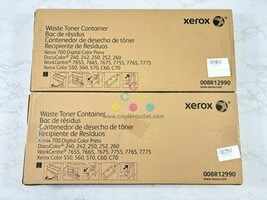 Waste Toner Container
Bac de résidus
Contenedor de desecho de tóner
Recipiente de Resíduos
Xerox 700 Digital Color Press
DocuColor® 240, 242, 250, 252, 260
WorkCentre® 7655, 7665, 7675, 7755, 7765, 7775
Xerox Color 550, 560, 570, C60, C70
xerox
008R12990
www.copieroutlet.com
Waste Toner Container
Bac de résidus
Contenedor de desecho de tóner
Recipiente de Resíduos
Xerox 700 Digital Color Press
DocuColor® 240, 242, 250, 252, 260
WorkCentre® 7655, 7665, 7675, 7755, 7765, 7775
Xerox Color 550, 560, 570, C60, C70
xerox
008R12990